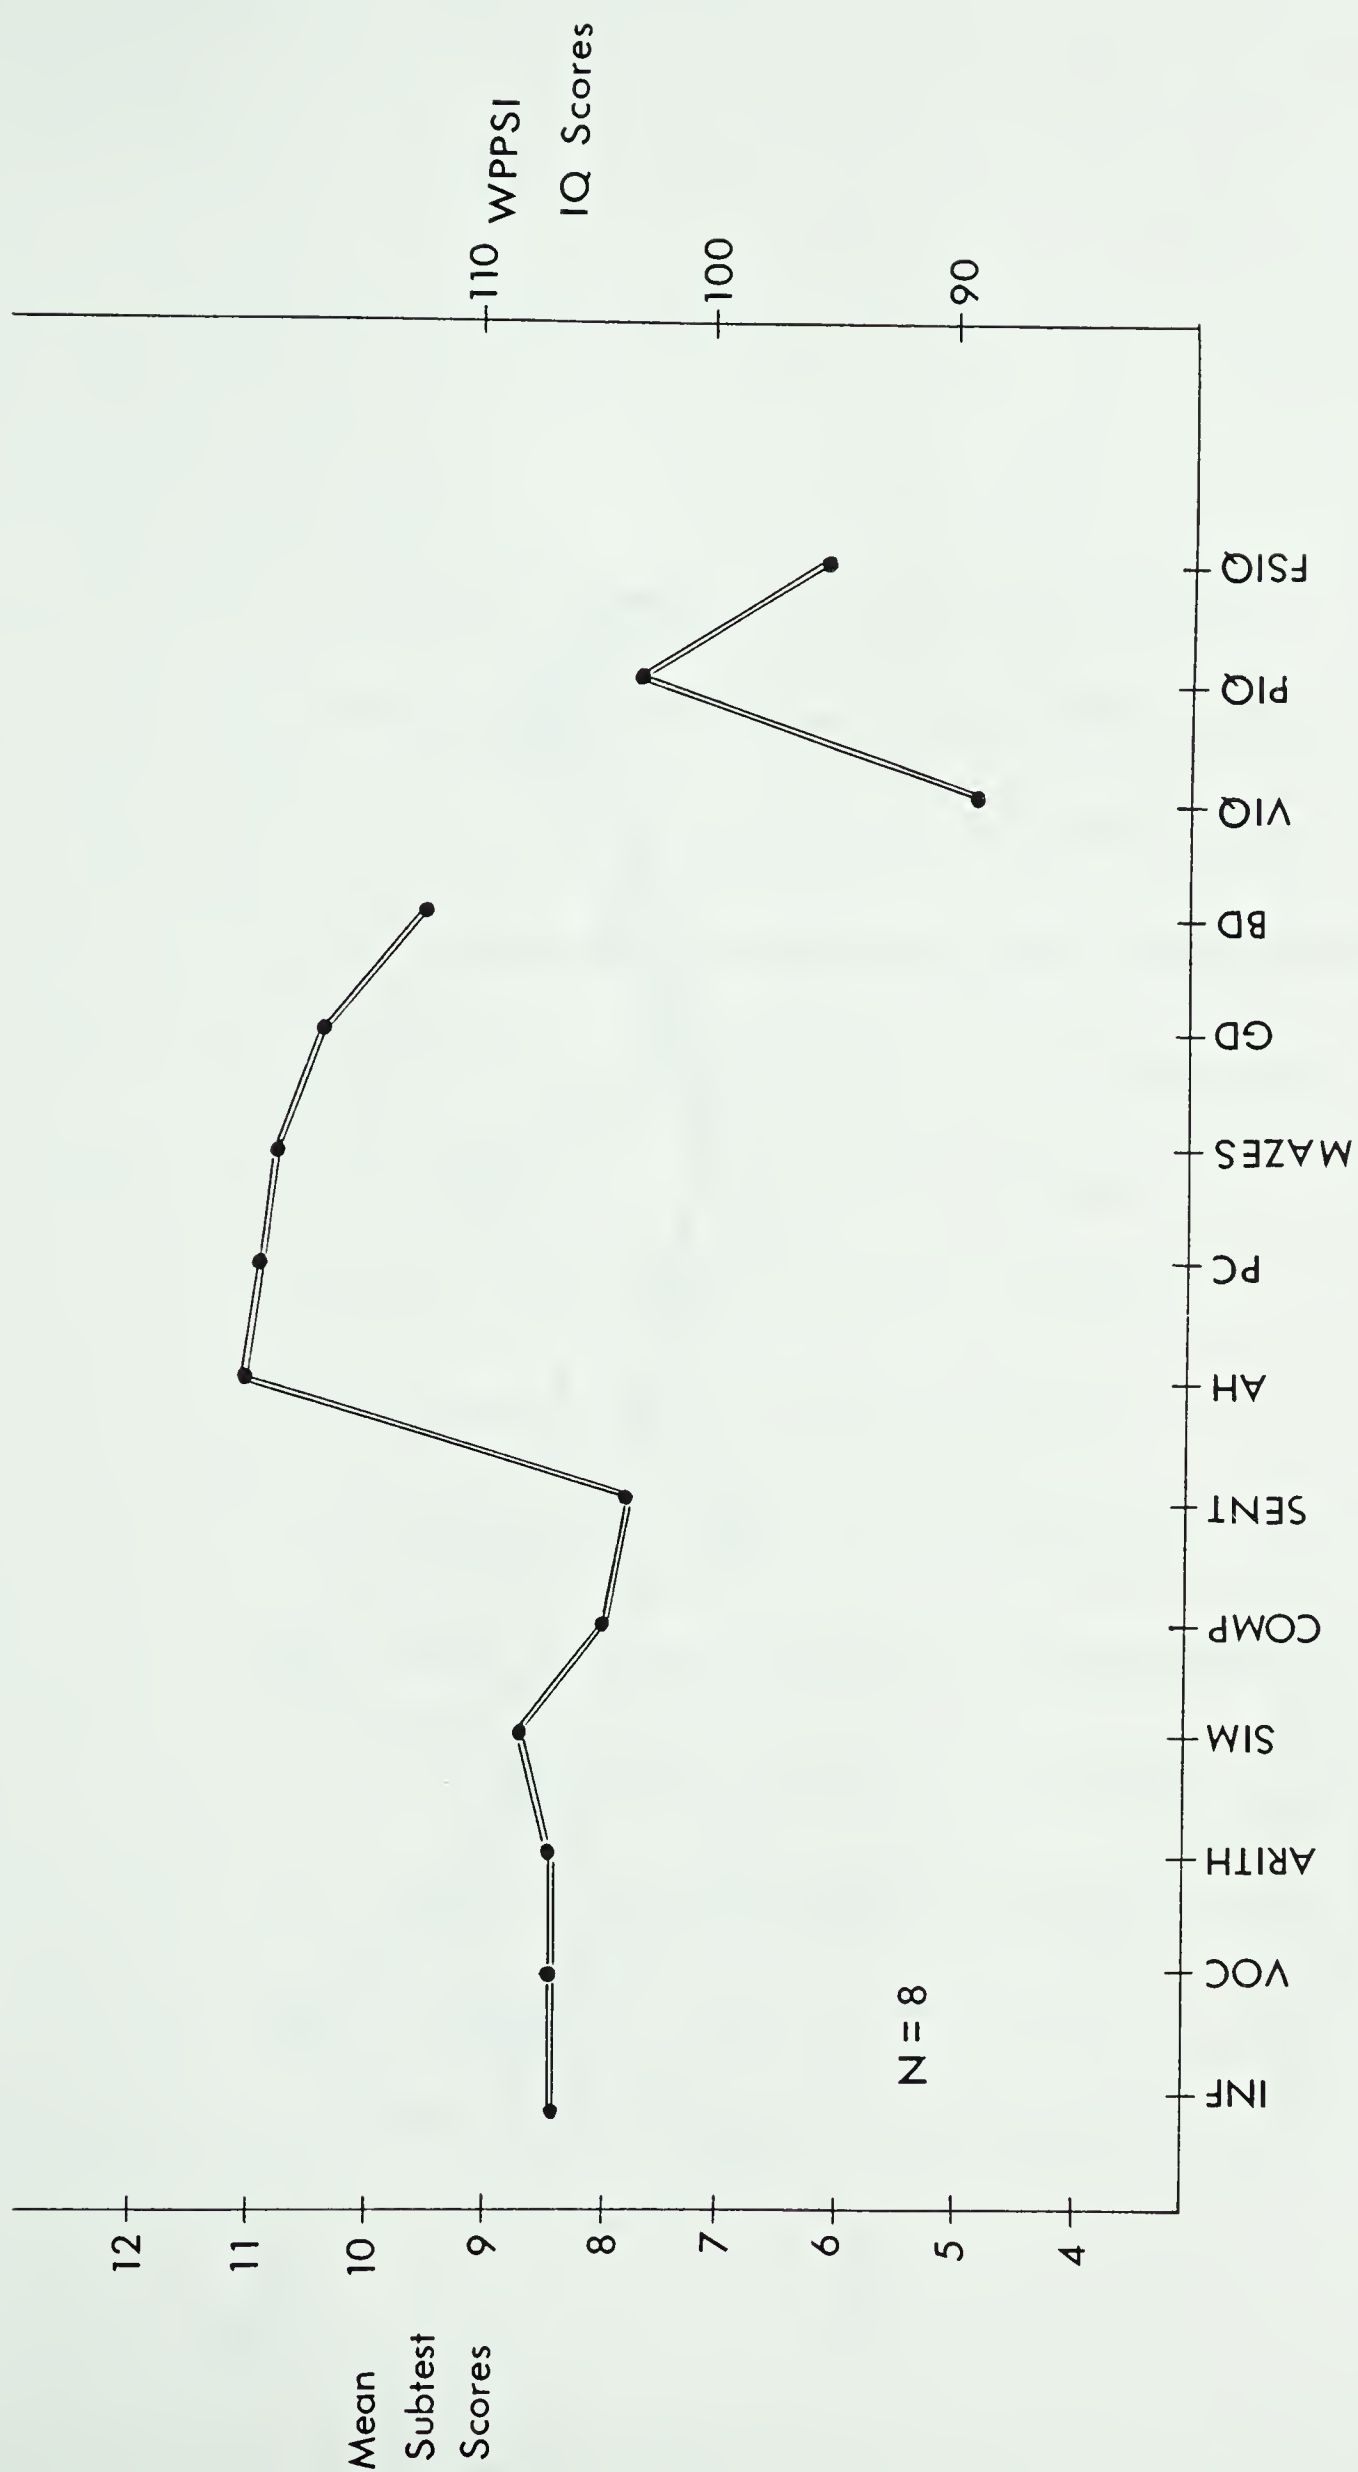 Mean
Subtest
Scores
12
11
10
9
8
7
6
5
4
N = 8
INF
VOC
ARITH
SIM
COMP
SENT
AH
PC
MAZES
GD
BD
VIQ
PIQ
FSIQ
110
100
90
WPPSI
IQ Scores